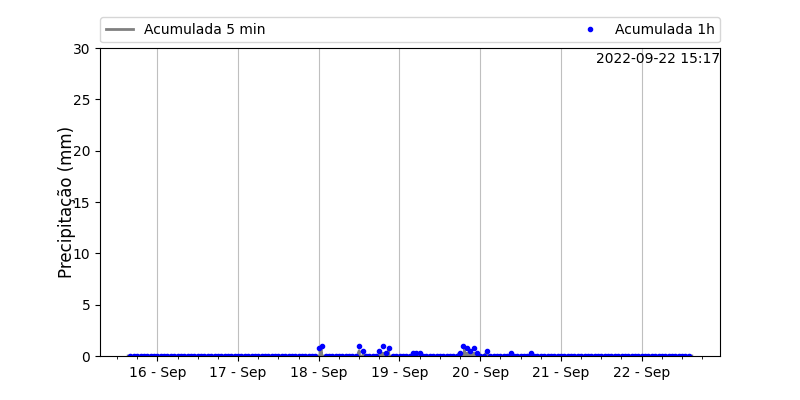 Acumulada 5 min
Acumulada 1h
2022-09-22 15:17
Precipitação (mm)
30
25
20
15
10
5
0
16 - Sep
17 - Sep
18 - Sep
19 - Sep
20 - Sep
21 - Sep
22 - Sep